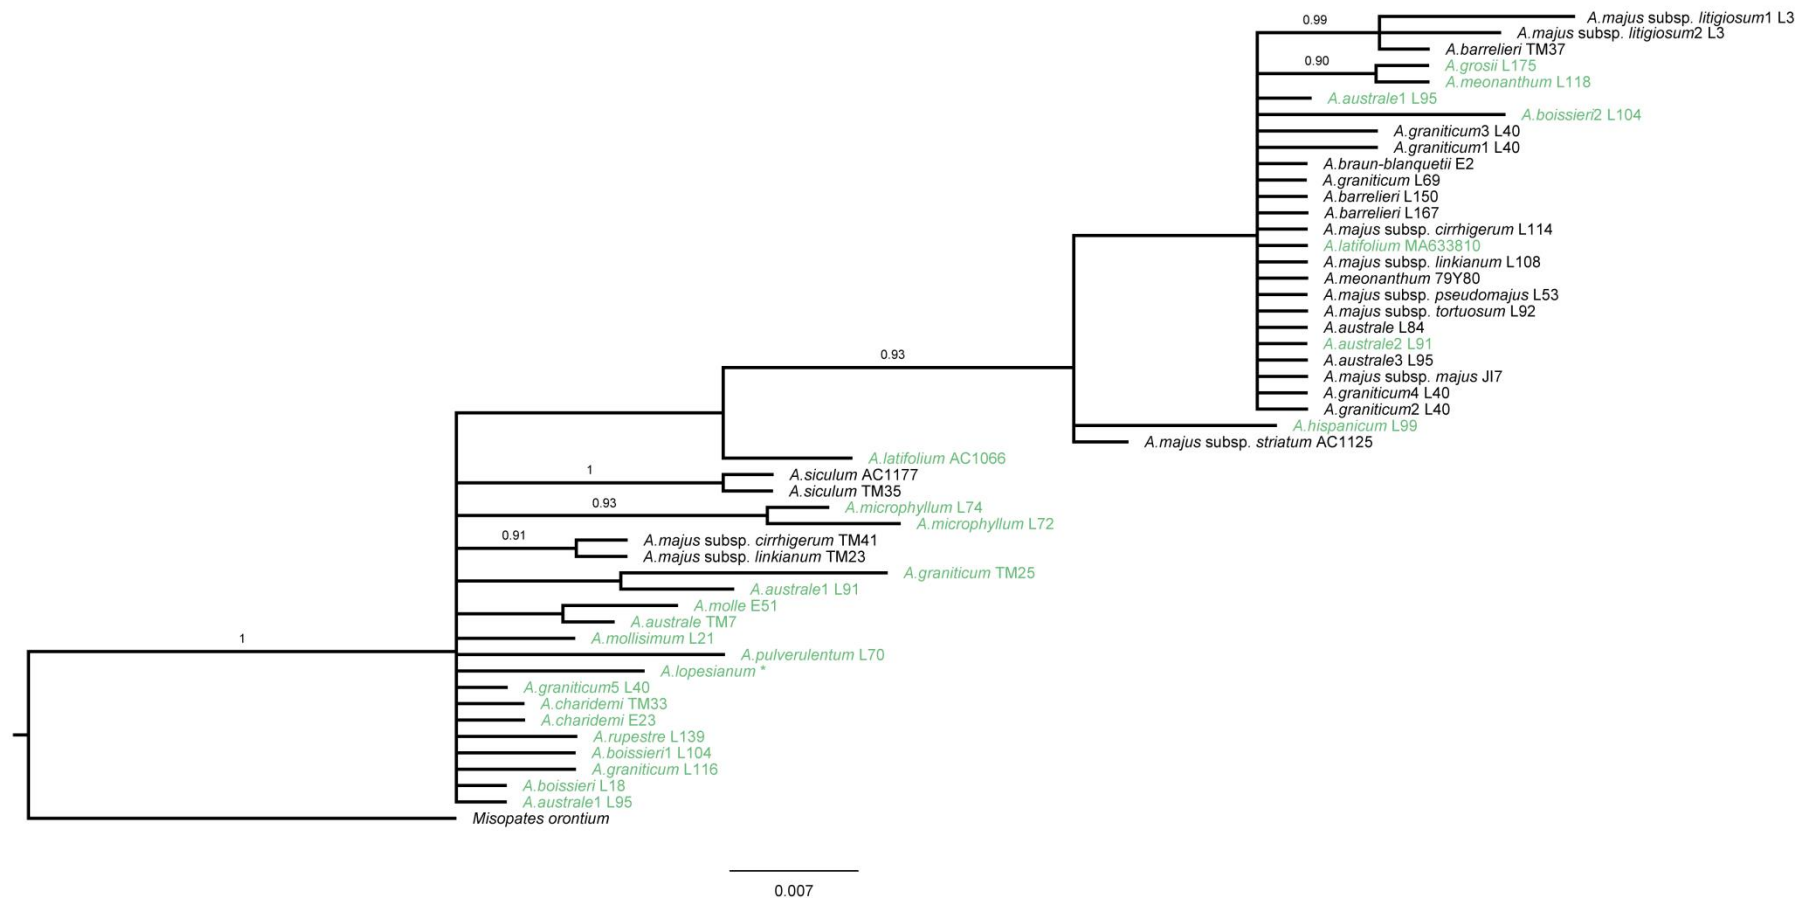 0.99
A.majus subsp. litigiosum1 L3
A.majus subsp. litigiosum2 L3
A.barrelieri TM37
0.90
A.grosii L175
A.meonanthum L118
A.australe1 L95
A.boissieri2 L104
A.graniticum3 L40
A.graniticum1 L40
A.braun-blanquetii E2
A.graniticum L69
A.barrelieri L150
A.barrelieri L167
A.majus subsp. cirrhigerum L114
A.latifolium MA633810
A.majus subsp. linkianum L108
A.meonanthum 79Y80
A.majus subsp. pseudomajus L53
A.majus subsp. tortuosum L92
A.australe L84
A.australe2 L91
A.australe3 L95
A.majus subsp. majus JI7
A.graniticum4 L40
A.graniticum2 L40
0.93
A.hispanicum L99
A.majus subsp. striatum AC1125
A.latifolium AC1066
1
A.siculum AC1177
A.siculum TM35
0.93
A.microphyllum L74
A.microphyllum L72
0.91
A.majus subsp. cirrhigerum TM41
A.majus subsp. linkianum TM23
A.graniticum TM25
A.australe1 L91
A.molle E51
A.australe TM7
A.mollisimum L21
1
A.pulverulentum L70
A.lopesianum *
A.graniticum5 L40
A.charidemi TM33
A.charidemi E23
A.rupestre L139
A.boissieri1 L104
A.graniticum L116
A.boissieri L18
A.australe1 L95
Misopates orontium
0.007